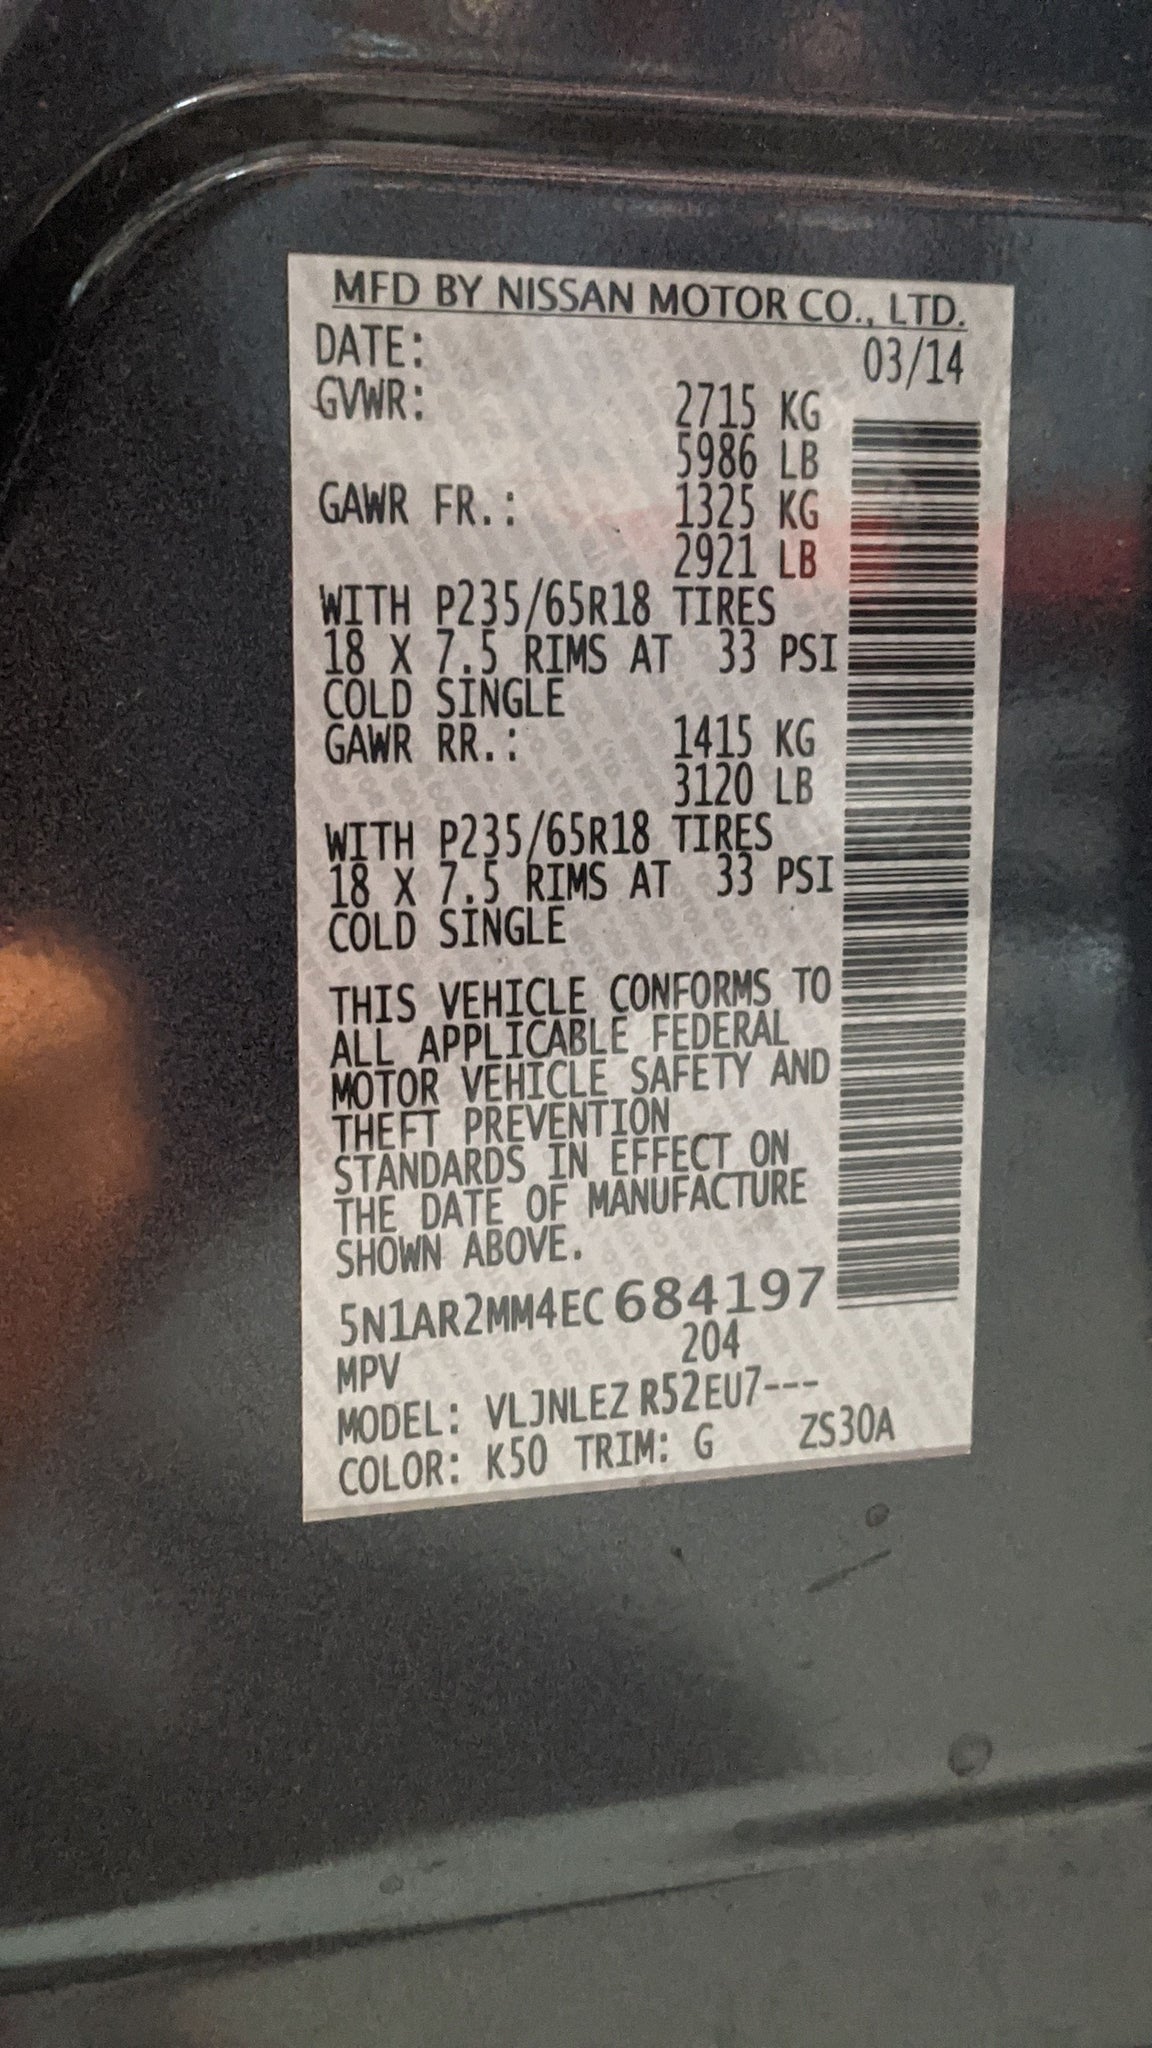 MFD BY NISSAN MOTOR CO., LTD.
DATE: 03/14
GVWR: 2715 KG
5986 LB
GAWR FR.: 1325 KG
2921 LB
WITH P235/65R18 TIRES
18 X 7.5 RIMS AT 33 PSI
COLD SINGLE
GAWR RR.: 1415 KG
3120 LB
WITH P235/65R18 TIRES
18 X 7.5 RIMS AT 33 PSI
COLD SINGLE
THIS VEHICLE CONFORMS TO
ALL APPLICABLE FEDERAL
MOTOR VEHICLE SAFETY AND
THEFT PREVENTION
STANDARDS IN EFFECT ON
THE DATE OF MANUFACTURE
SHOWN ABOVE.
5N1AR2MM4EC684197
MPV 204
MODEL: VLJNLEZ R52EU7---
COLOR: K50 TRIM: G ZS30A